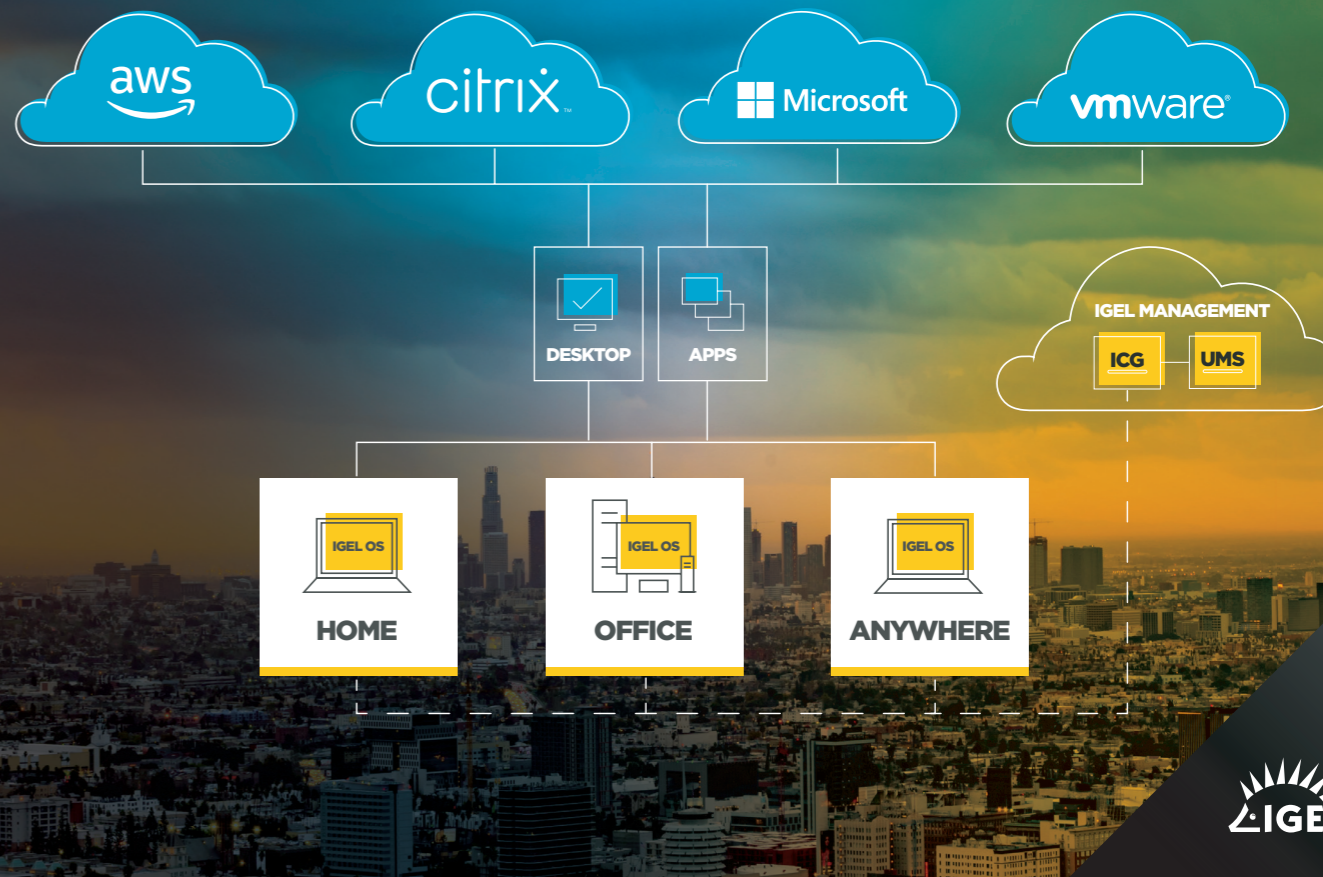 aws
citrix™
Microsoft
vmware®
DESKTOP
APPS
IGEL MANAGEMENT
ICG
UMS
IGEL OS
IGEL OS
IGEL OS
HOME
OFFICE
ANYWHERE
IGE